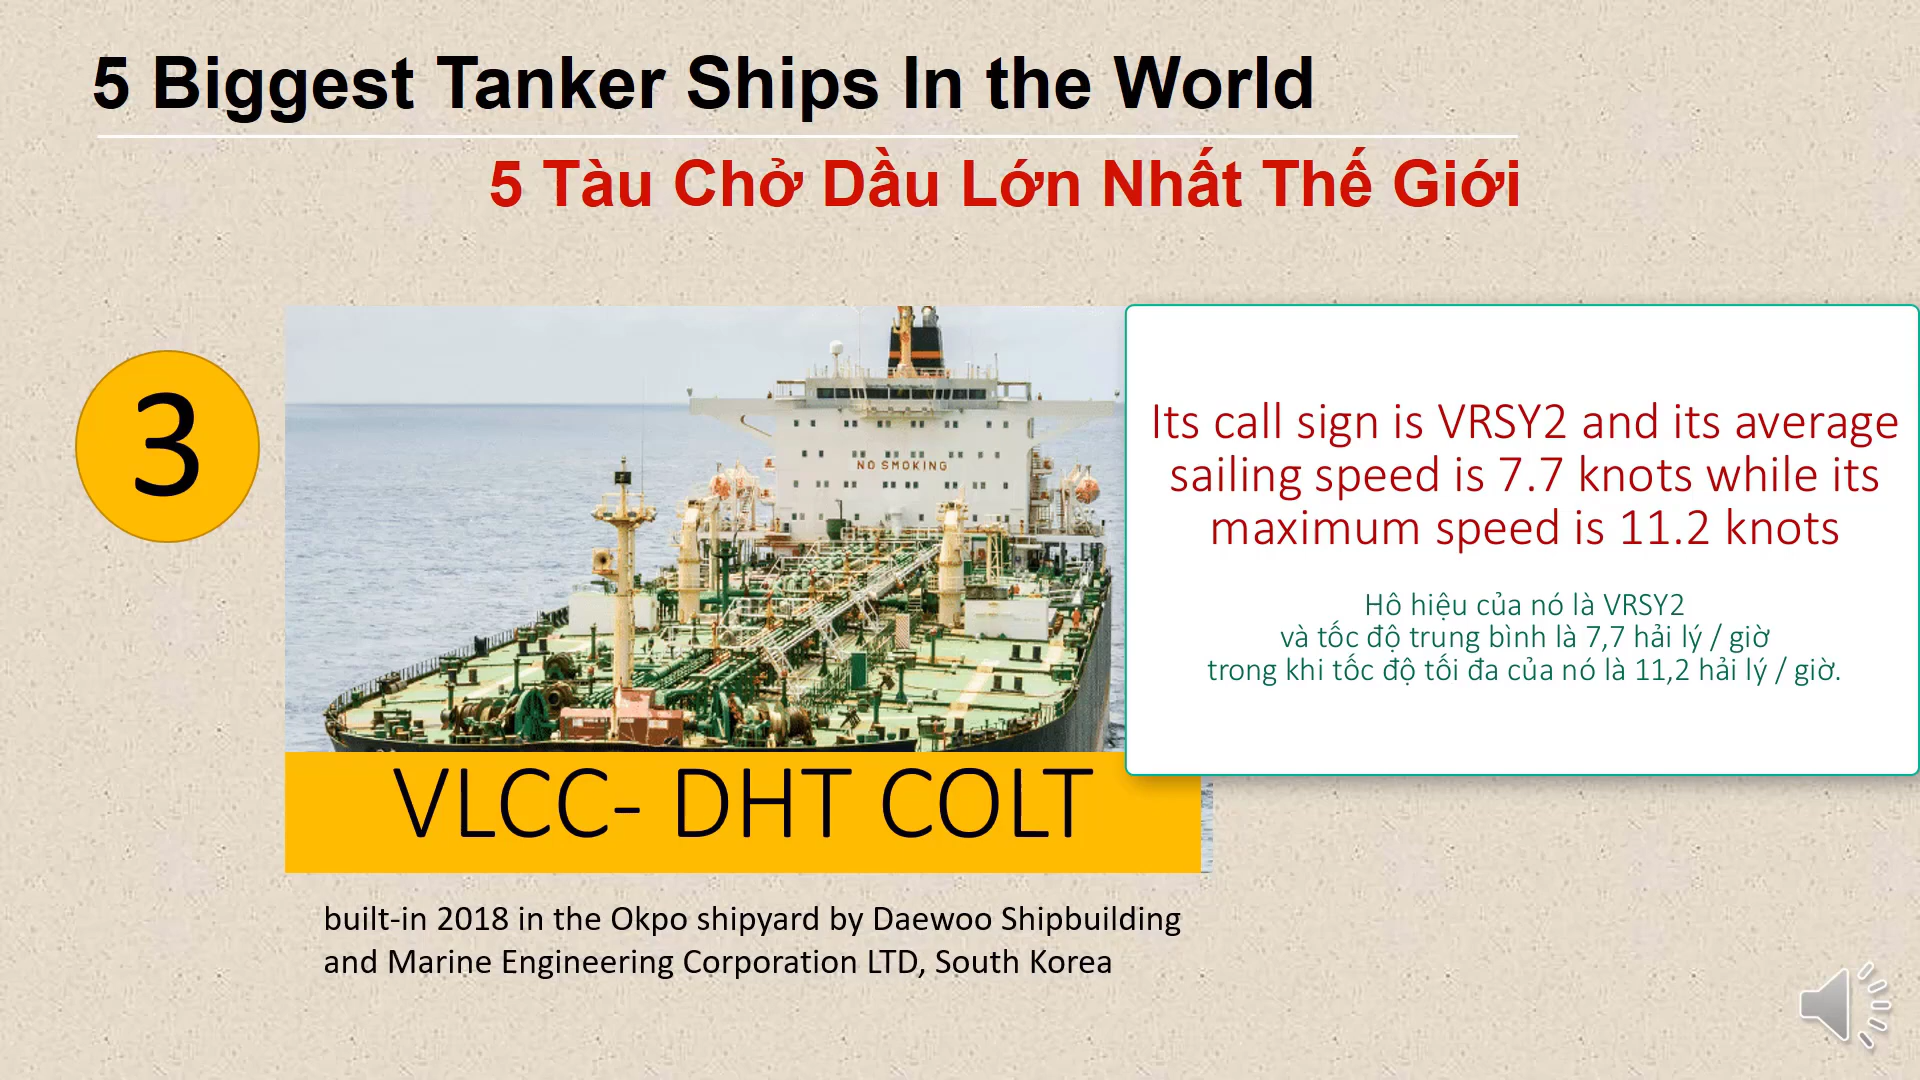 5 Biggest Tanker Ships In the World
5 Tàu Chở Dầu Lớn Nhất Thế Giới
3
NO SMOKING
Its call sign is VRSY2 and its average
sailing speed is 7.7 knots while its
maximum speed is 11.2 knots
Hô hiệu của nó là VRSY2
và tốc độ trung bình là 7,7 hải lý / giờ
trong khi tốc độ tối đa của nó là 11,2 hải lý / giờ.
VLCC- DHT COLT
built-in 2018 in the Okpo shipyard by Daewoo Shipbuilding
and Marine Engineering Corporation LTD, South Korea